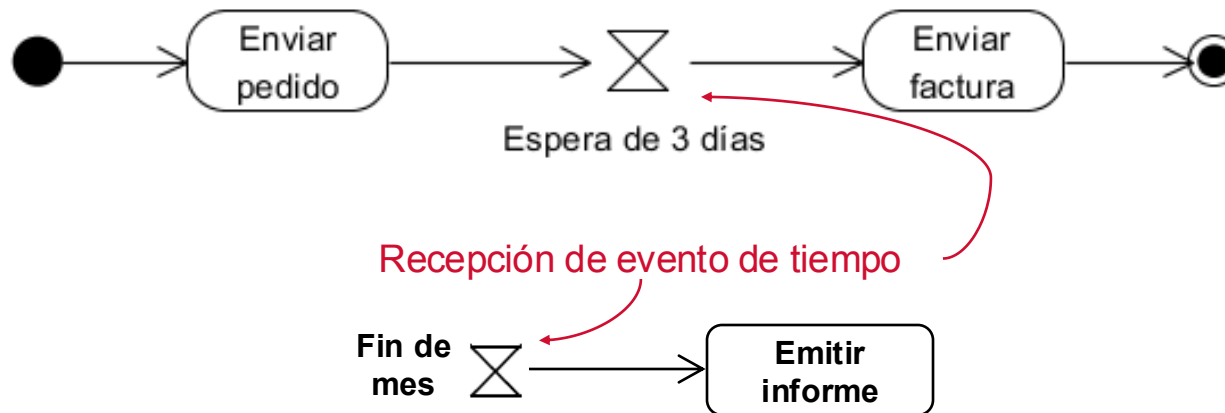 Enviar
pedido
Enviar
factura
Espera de 3 días
Recepción de evento de tiempo
Fin de
mes
Emitir
informe